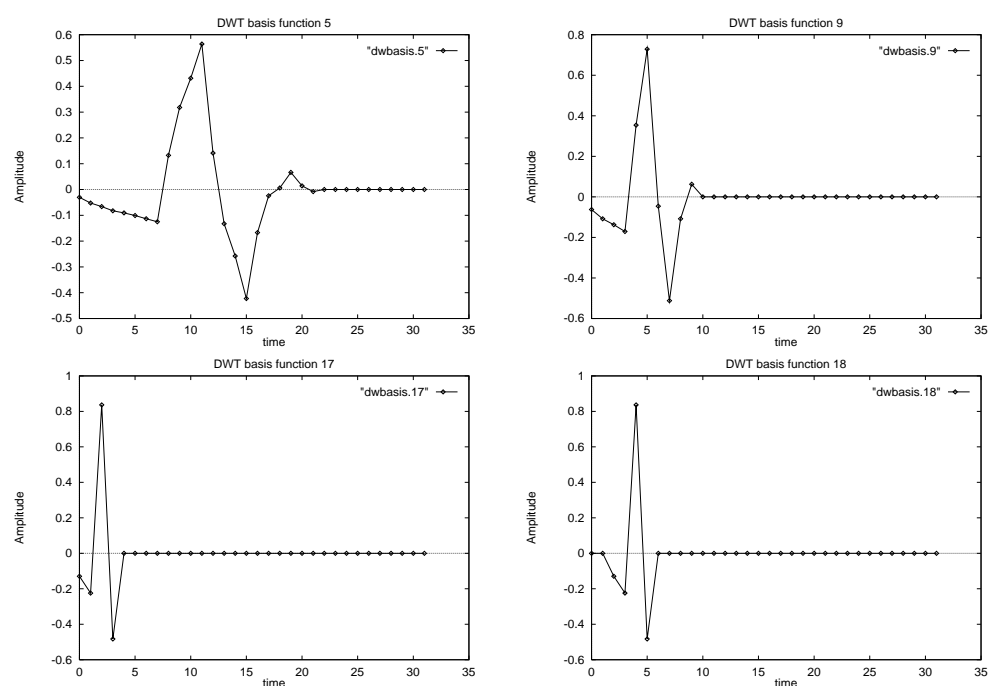 DWT basis function 5
"dwbasis.5"
Amplitude
0.6
0.5
0.4
0.3
0.2
0.1
0
-0.1
-0.2
-0.3
-0.4
-0.5
0 5 10 15 20 25 30 35
time
DWT basis function 9
"dwbasis.9"
Amplitude
0.8
0.6
0.4
0.2
0
-0.2
-0.4
-0.6
0 5 10 15 20 25 30 35
time
DWT basis function 17
"dwbasis.17"
Amplitude
1
0.8
0.6
0.4
0.2
0
-0.2
-0.4
-0.6
0 5 10 15 20 25 30 35
time
DWT basis function 18
"dwbasis.18"
Amplitude
1
0.8
0.6
0.4
0.2
0
-0.2
-0.4
-0.6
0 5 10 15 20 25 30 35
time